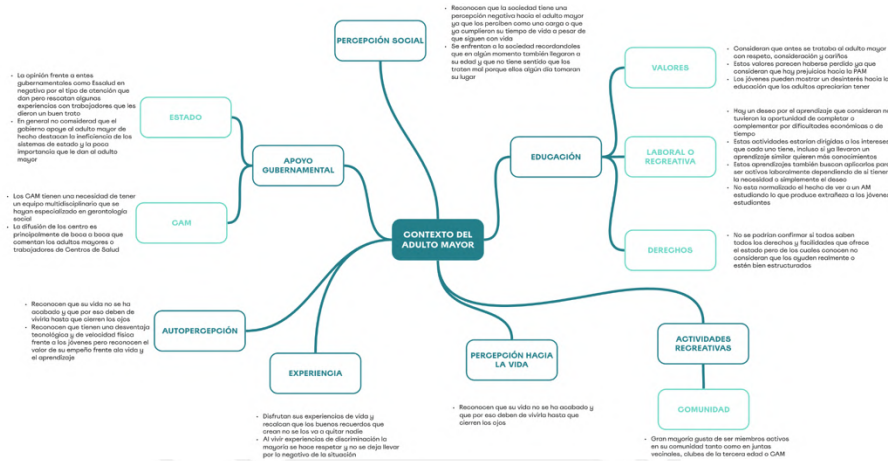 PERCEPCIÓN SOCIAL
- Reconocen que la sociedad tiene una
percepción negativa hacia el adulto mayor
ya que los perciben como una carga o que
ya cumplieron su tiempo de vida a pesar de
que siguen con vida
- Se enfrentan a la sociedad recordandoles
que en algún momento también llegaron a
su edad y que no tiene sentido que los
traten mal porque ellos algún día tomaran
su lugar
VALORES
- Consideran que antes se trataba al adulto mayor
con respeto, consideración y cariños
- Estos valores parecen haberse perdido ya que
consideran que hay prejuicios hacia la PAM
- Los jóvenes pueden mostrar un desinterés hacia la
educación que los adultos apreciarían tener
- La opinión frente a entes
gubernamentales como Essalud en
negativa por el tipo de atención que
dan pero rescatan algunas
experiencias con trabajadores que les
dieron un buen trato
- En general no consideran que el
gobierno apoye al adulto mayor de
hecho destacan la ineficiencia de los
sistemas de estado y la poca
importancia que le dan al adulto
mayor
ESTADO
APOYO
GUBERNAMENTAL
EDUCACIÓN
LABORAL O
RECREATIVA
- Hay un deseo por el aprendizaje que consideran no
tuvieron la oportunidad de completar o
complementar por dificultades económicas o de
tiempo
- Estas actividades estarían dirigidas a los intereses
que cada uno tiene, incluso si ya llevaron un
aprendizaje similar quieren más conocimientos
- Estos aprendizajes también buscan aplicarlos para
ser activos laboralmente dependiendo de si tienen
la necesidad o simplemente el deseo
- No esta normalizado el hecho de ver a un AM
estudiando lo que produce extrañeza a los jóvenes
estudiantes
- Los CAM tienen una necesidad de tener
un equipo multidisciplinario que se
hayan especializado en gerontología
social
- La difusión de los centro es
principalmente de boca a boca que
comentan los adultos mayores o
trabajadores de Centros de Salud
CAM
CONTEXTO DEL
ADULTO MAYOR
DERECHOS
- No se podrían confirmar si todos saben
todos los derechos y facilidades que ofrece
el estado pero de los cuales conocen no
consideran que los ayuden realmente o
estén bien estructurados
- Reconocen que su vida no se ha
acabado y que por eso deben de
vivirla hasta que cierren los ojos
- Reconocen que tienen una desventaja
tecnológica y de velocidad física
frente a los jóvenes pero reconocen el
valor de su empeño frente ala vida y
el aprendizaje
AUTOPERCEPCIÓN
EXPERIENCIA
- Disfrutan sus experiencias de vida y
recalcan que los buenos recuerdos que
crean no se los va a quitar nadie
- Al vivir experiencias de discriminación la
mayoría se hace respetar y no se deja llevar
por lo negativo de la situación
PERCEPCIÓN HACIA
LA VIDA
- Reconocen que su vida no se ha acabado y
que por eso deben de vivirla hasta que
cierren los ojos
ACTIVIDADES
RECREATIVAS
COMUNIDAD
- Gran mayoría gusta de ser miembros activos
en su comunidad tanto como en juntas
vecinales, clubes de la tercera edad o CAM